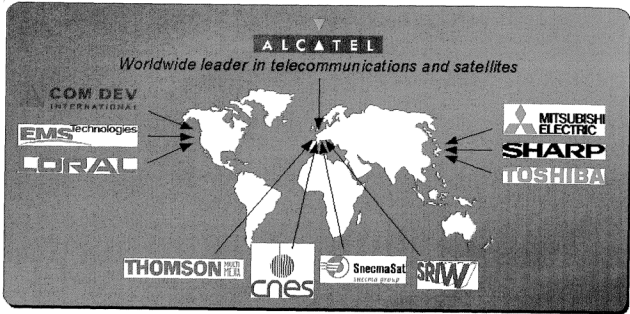 ALCATEL
Worldwide leader in telecommunications and satellites
COM DEV
INTERNATIONAL
EMS Technologies
LORAL
MITSUBISHI
ELECTRIC
SHARP
TOSHIBA
THOMSON MULTI
MEDIA
cnes
SnecmaSat
snecma group
SRIW